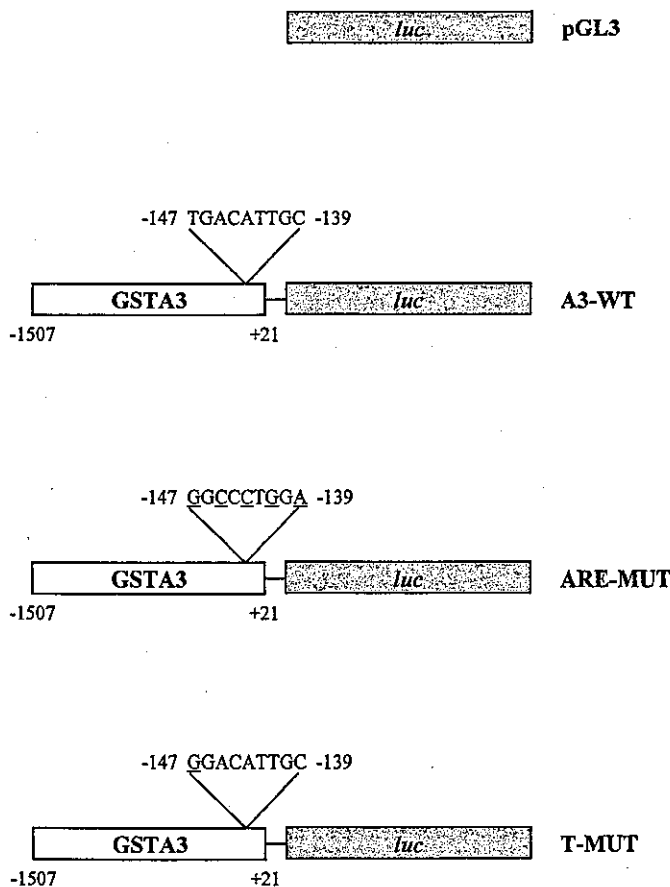 luc pGL3
-147 TGACATTGC -139
GSTA3 luc A3-WT
-1507 +21
-147 GGCCCTGGA -139
GSTA3 luc ARE-MUT
-1507 +21
-147 GGACATTGC -139
GSTA3 luc T-MUT
-1507 +21